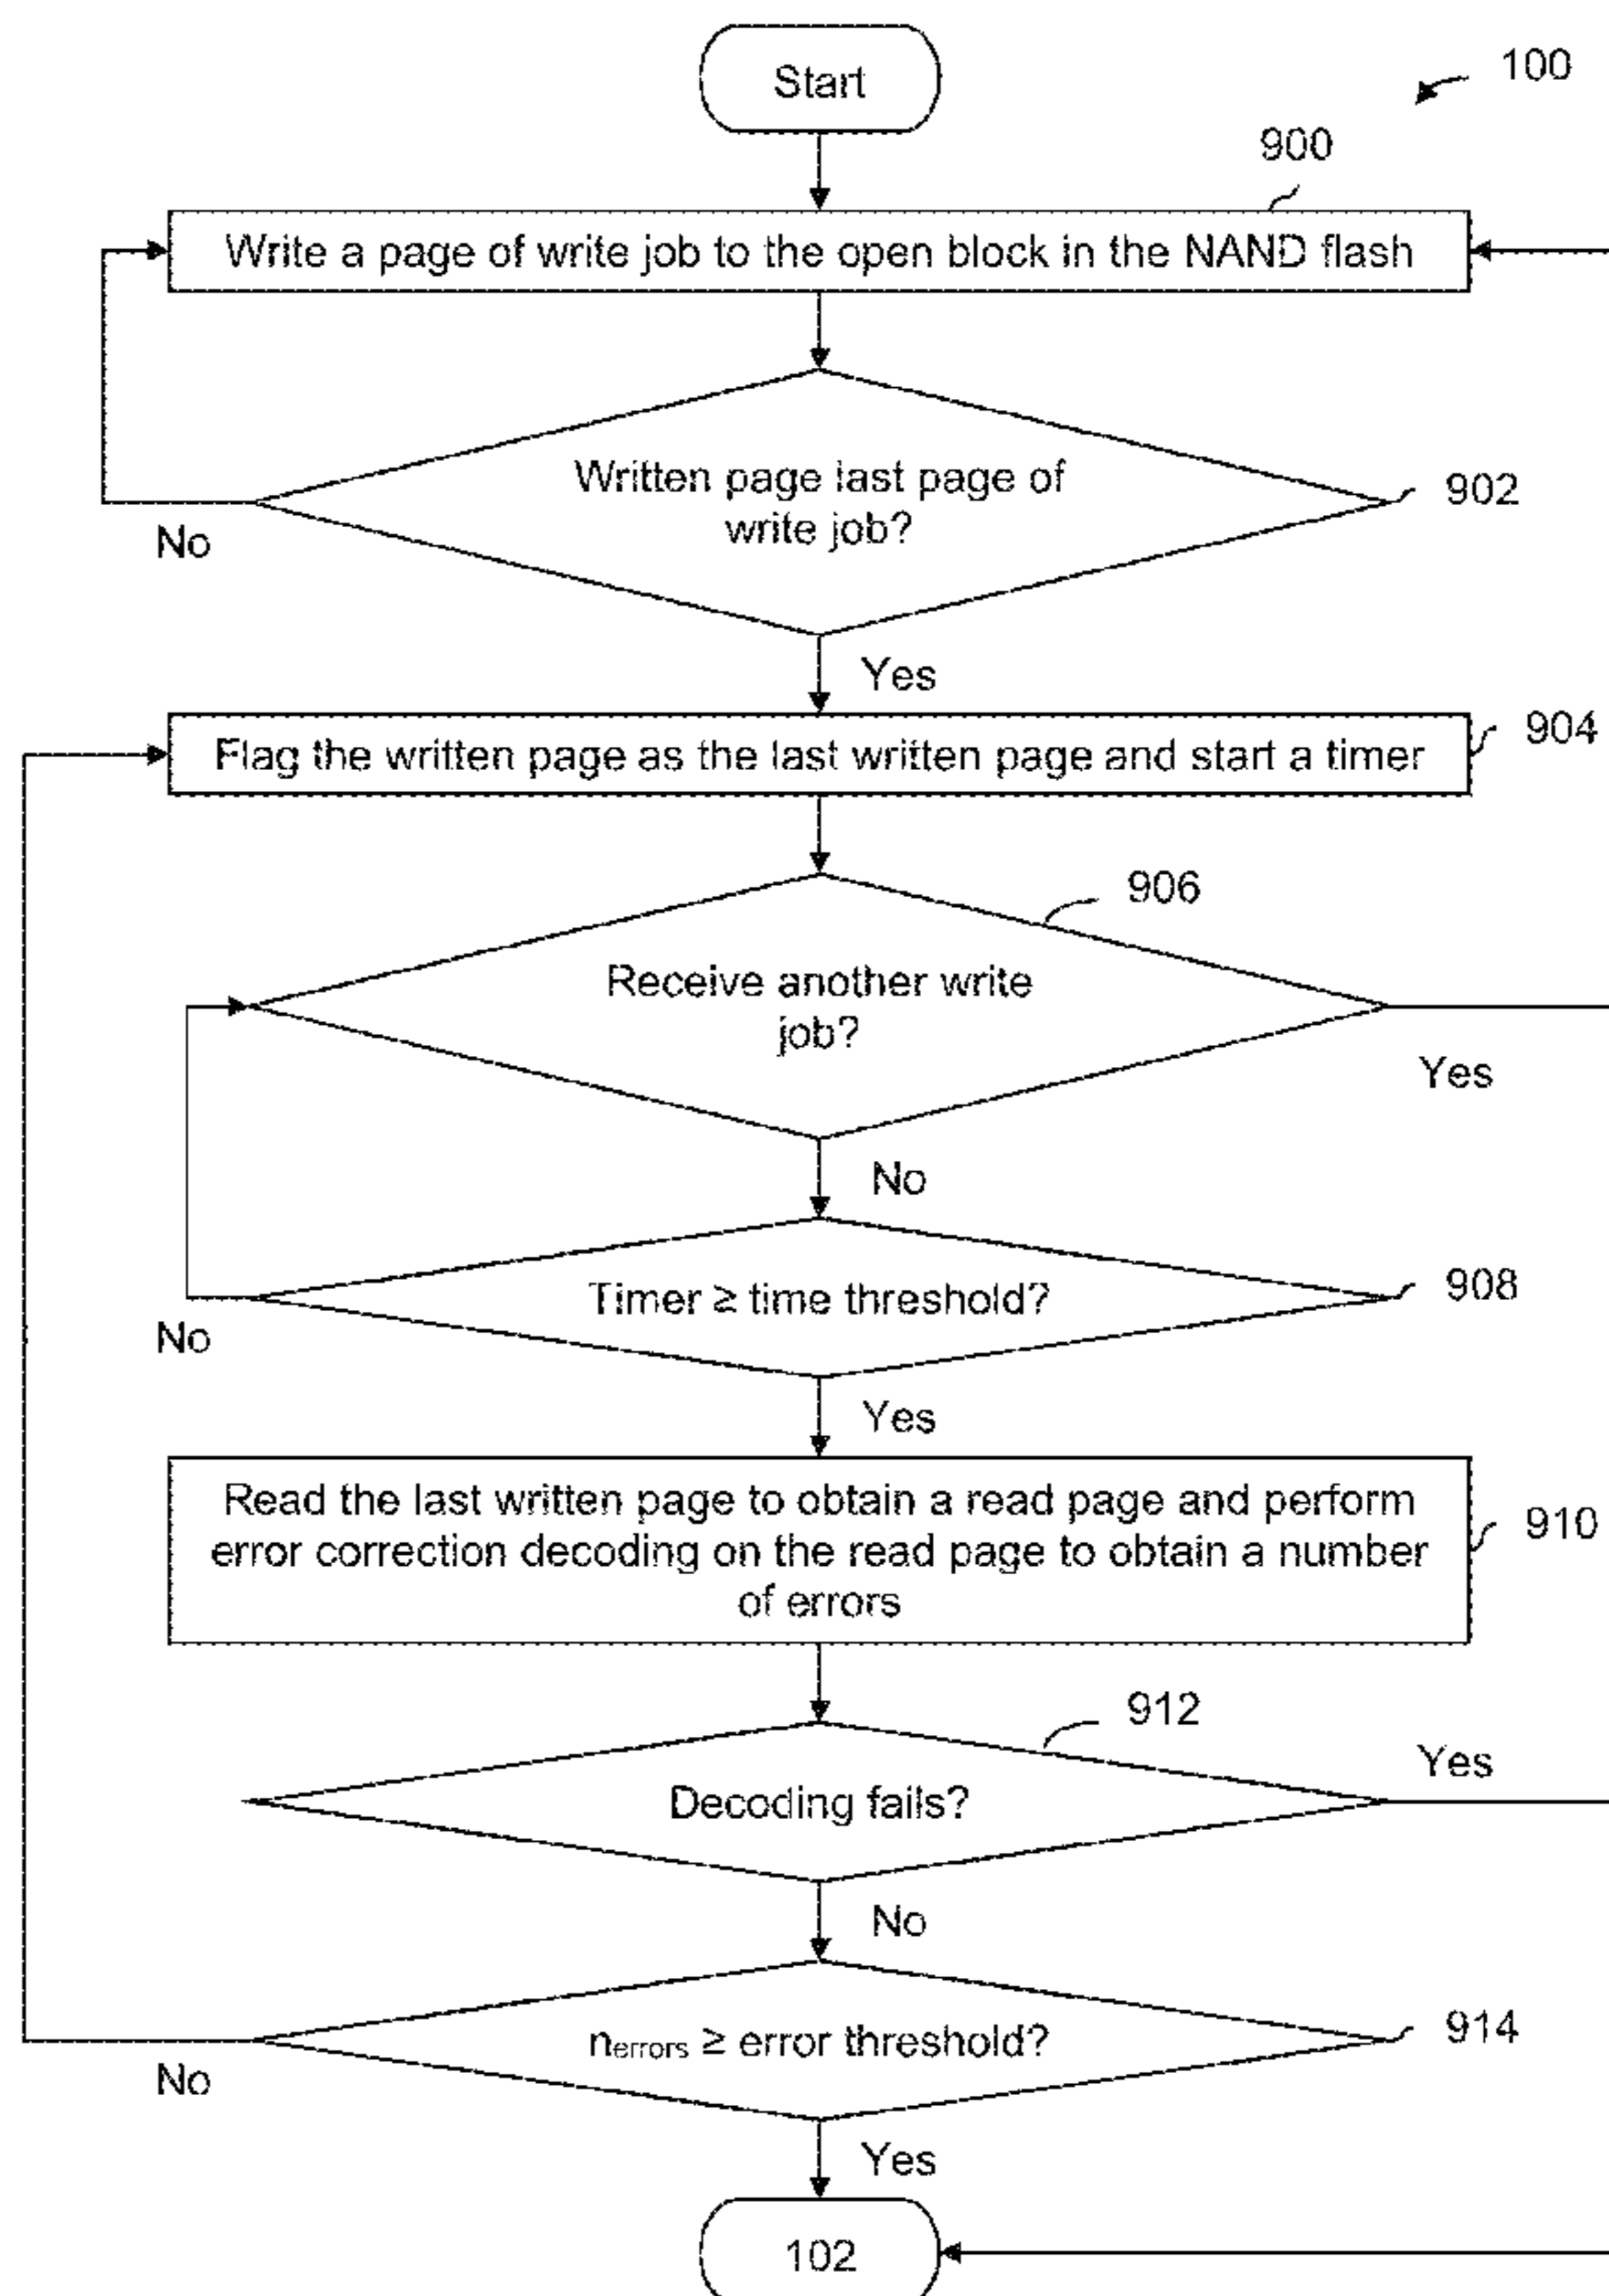 Start
100
900
Write a page of write job to the open block in the NAND flash
Written page last page of
write job?
902
No
Yes
Flag the written page as the last written page and start a timer
904
906
Receive another write
job?
Yes
No
Timer ≥ time threshold?
908
No
Yes
Read the last written page to obtain a read page and perform
error correction decoding on the read page to obtain a number
of errors
910
912
Yes
Decoding fails?
No
nerrors ≥ error threshold?
914
No
Yes
102